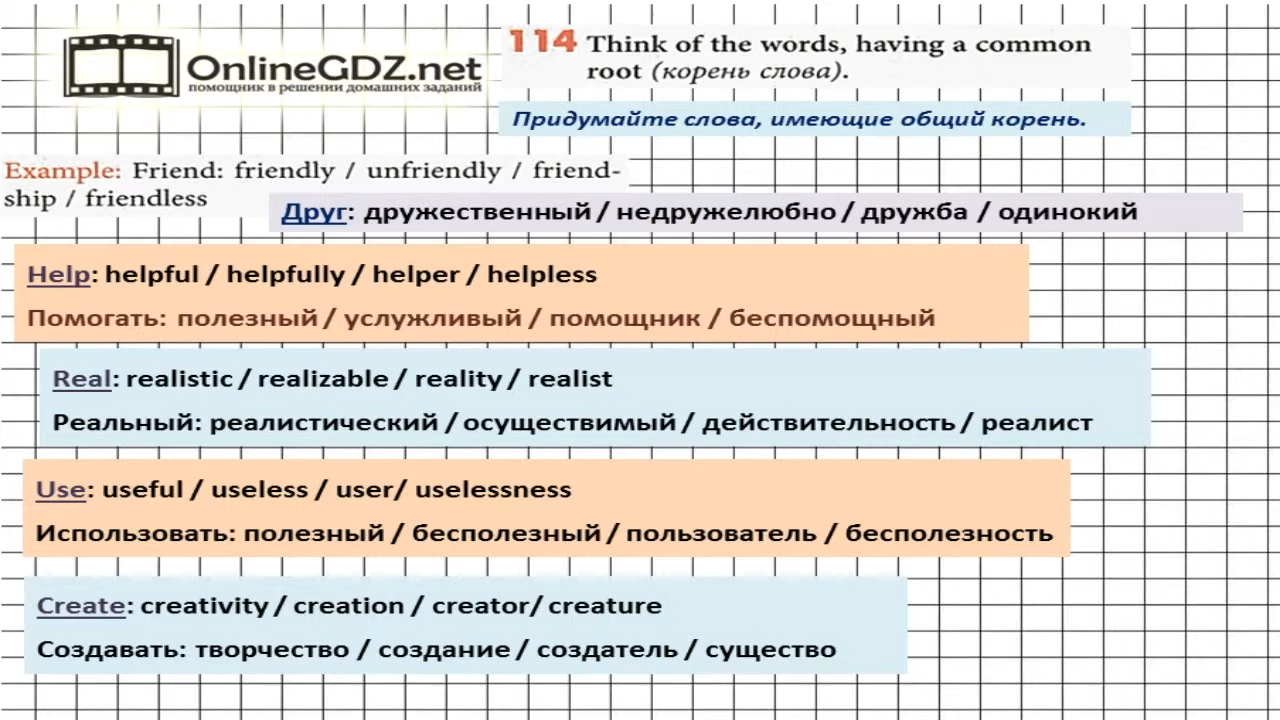 OnlineGDZ.net
помощник в решении домашних заданий
114 Think of the words, having a common
root (корень слова).
Придумайте слова, имеющие общий корень.
Example: Friend: friendly / unfriendly / friend-
ship / friendless
Друг: дружественный / недружелюбно / дружба / одинокий
Help: helpful / helpfully / helper / helpless
Помогать: полезный / услужливый / помощник / беспомощный
Real: realistic / realizable / reality / realist
Реальный: реалистический / осуществимый / действительность / реалист
Use: useful / useless / user/ uselessness
Использовать: полезный / бесполезный / пользователь / бесполезность
Create: creativity / creation / creator/ creature
Создавать: творчество / создание / создатель / существо